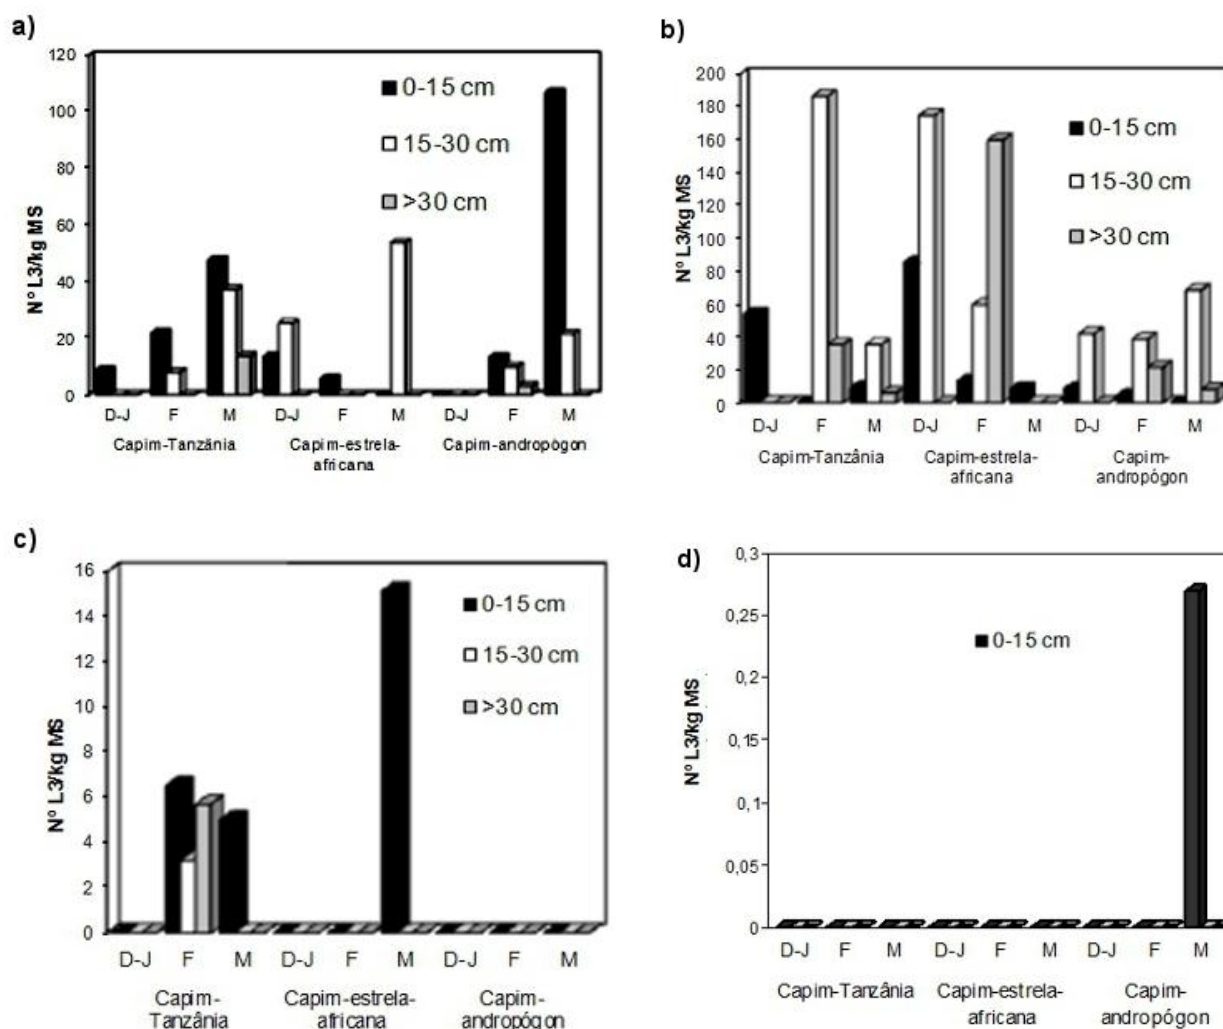 a)
120
100
80
60
40
20
0
Nº L3/kg MS
0-15 cm
15-30 cm
>30 cm
D-J F M D-J F M D-J F M
Capim-Tanzânia Capim-estrela-africana Capim-andropógon
b)
200
180
160
140
120
100
80
60
40
20
0
Nº L3/kg MS
0-15 cm
15-30 cm
>30 cm
D-J F M D-J F M D-J F M
Capim-Tanzânia Capim-estrela- Capim-
africana andropógon
c)
16
14
12
10
8
6
4
2
0
Nº L3/kg MS
0-15 cm
15-30 cm
>30 cm
D-J F M D-J F M D-J F M
Capim- Capim-estrela- Capim-
Tanzânia africana andropógon
d)
0,3
0,25
0,2
0,15
0,1
0,05
0
Nº L3/kg MS
0-15 cm
D-J F M D-J F M D-J F M
Capim-Tanzânia Capim-estrela- Capim-
africana andropógon